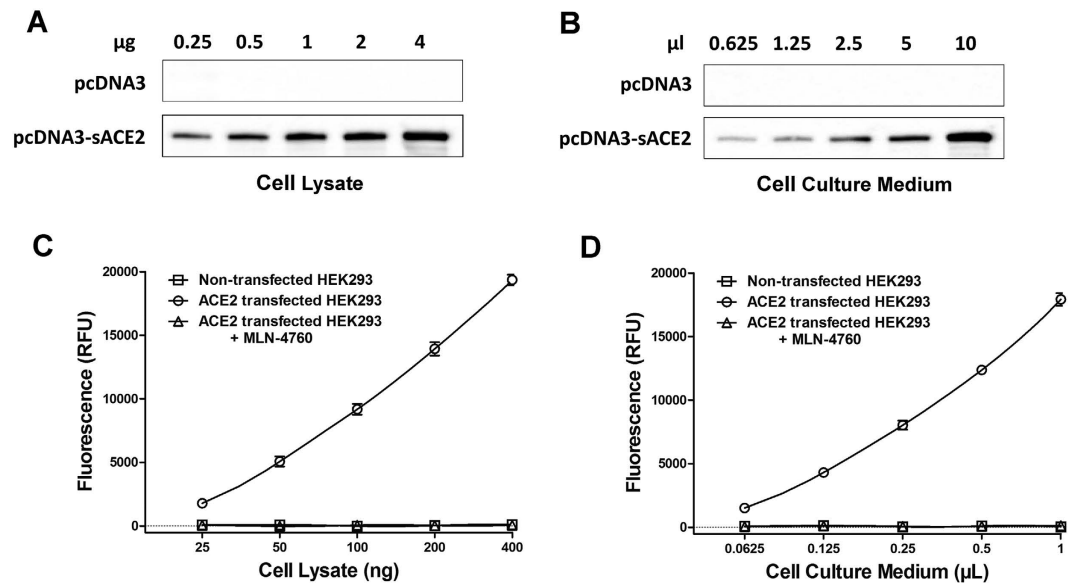 A
µg 0.25 0.5 1 2 4
pcDNA3
pcDNA3-sACE2
Cell Lysate
B
µl 0.625 1.25 2.5 5 10
pcDNA3
pcDNA3-sACE2
Cell Culture Medium
C
Non-transfected HEK293
ACE2 transfected HEK293
ACE2 transfected HEK293
+ MLN-4760
Fluorescence (RFU)
20000
15000
10000
5000
0
25 50 100 200 400
Cell Lysate (ng)
D
Non-transfected HEK293
ACE2 transfected HEK293
ACE2 transfected HEK293
+ MLN-4760
Fluorescence (RFU)
20000
15000
10000
5000
0
0.0625 0.125 0.25 0.5 1
Cell Culture Medium (µL)